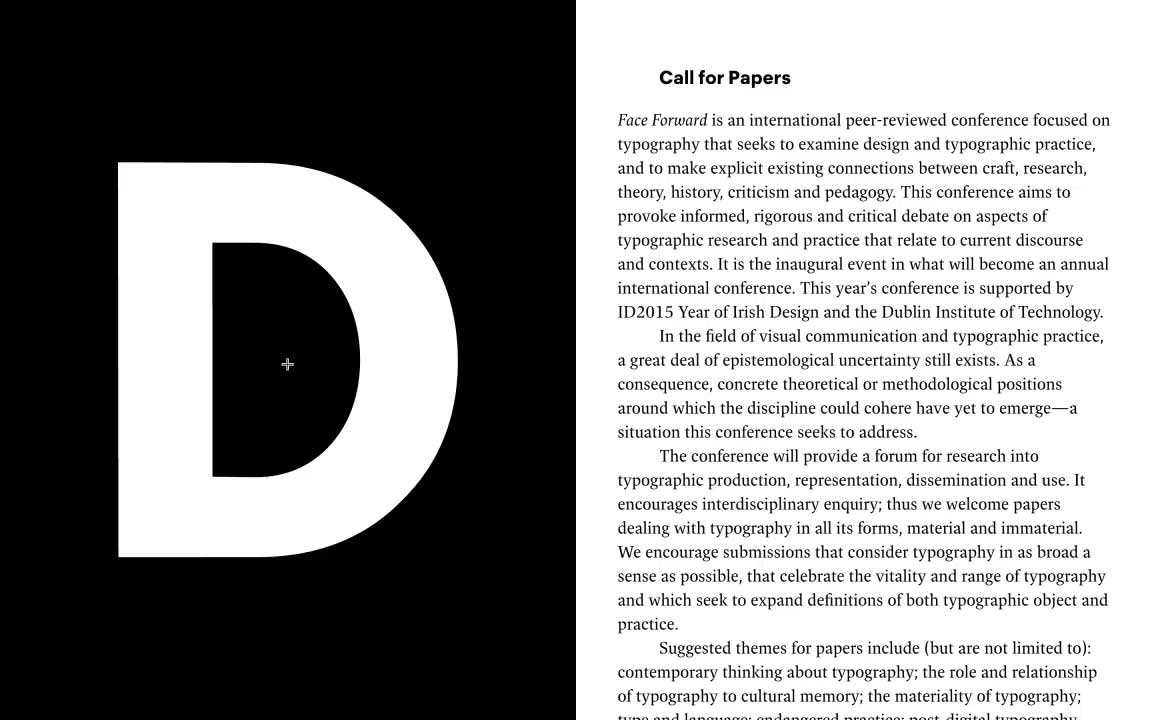 D
Call for Papers
Face Forward is an international peer-reviewed conference focused on
typography that seeks to examine design and typographic practice,
and to make explicit existing connections between craft, research,
theory, history, criticism and pedagogy. This conference aims to
provoke informed, rigorous and critical debate on aspects of
typographic research and practice that relate to current discourse
and contexts. It is the inaugural event in what will become an annual
international conference. This year’s conference is supported by
ID2015 Year of Irish Design and the Dublin Institute of Technology.
In the field of visual communication and typographic practice,
a great deal of epistemological uncertainty still exists. As a
consequence, concrete theoretical or methodological positions
around which the discipline could cohere have yet to emerge—a
situation this conference seeks to address.
The conference will provide a forum for research into
typographic production, representation, dissemination and use. It
encourages interdisciplinary enquiry; thus we welcome papers
dealing with typography in all its forms, material and immaterial.
We encourage submissions that consider typography in as broad a
sense as possible, that celebrate the vitality and range of typography
and which seek to expand definitions of both typographic object and
practice.
Suggested themes for papers include (but are not limited to):
contemporary thinking about typography; the role and relationship
of typography to cultural memory; the materiality of typography;
type and language; endangered practice; post-digital typography